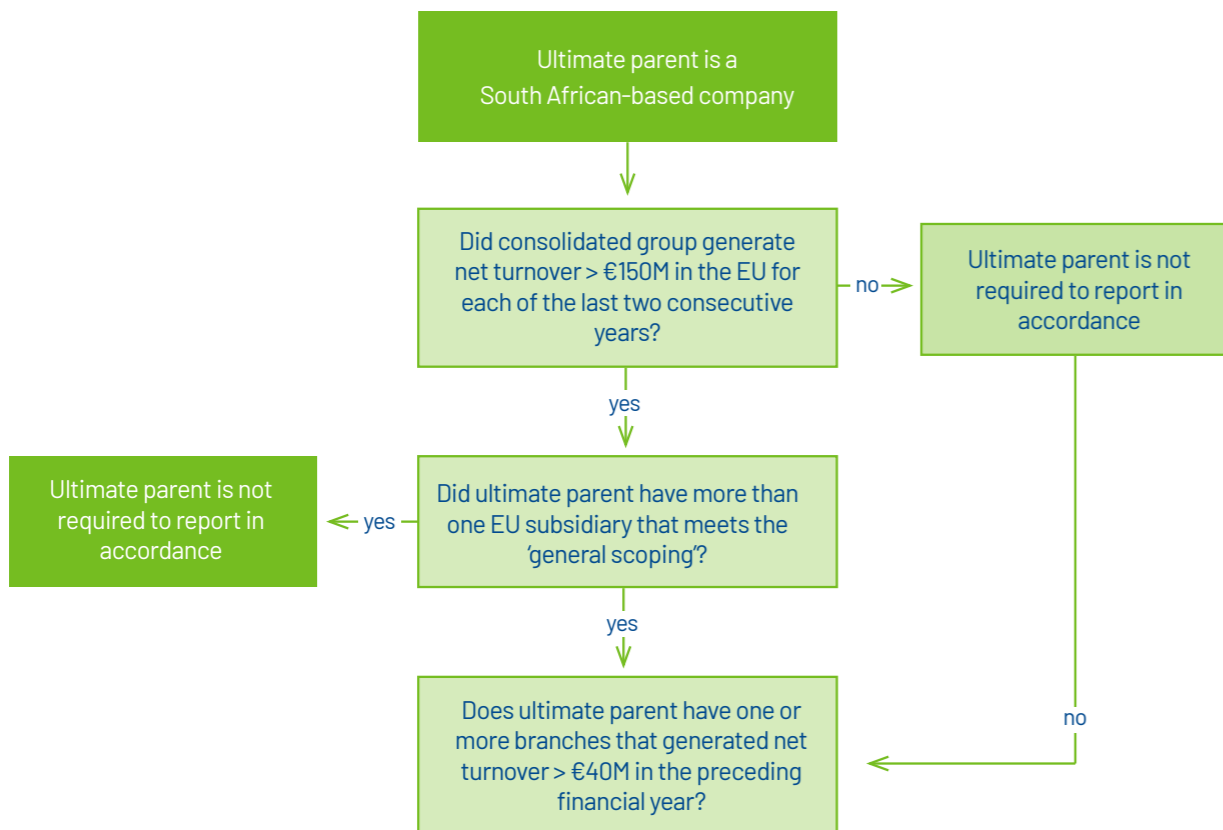 Ultimate parent is a
South African-based company
Did consolidated group generate
net turnover > €150M in the EU for
each of the last two consecutive
years?
no
Ultimate parent is not
required to report in
accordance
yes
Ultimate parent is not
required to report in
accordance
yes
Did ultimate parent have more than
one EU subsidiary that meets the
‘general scoping’?
yes
Does ultimate parent have one or
more branches that generated net
turnover > €40M in the preceding
financial year?
no